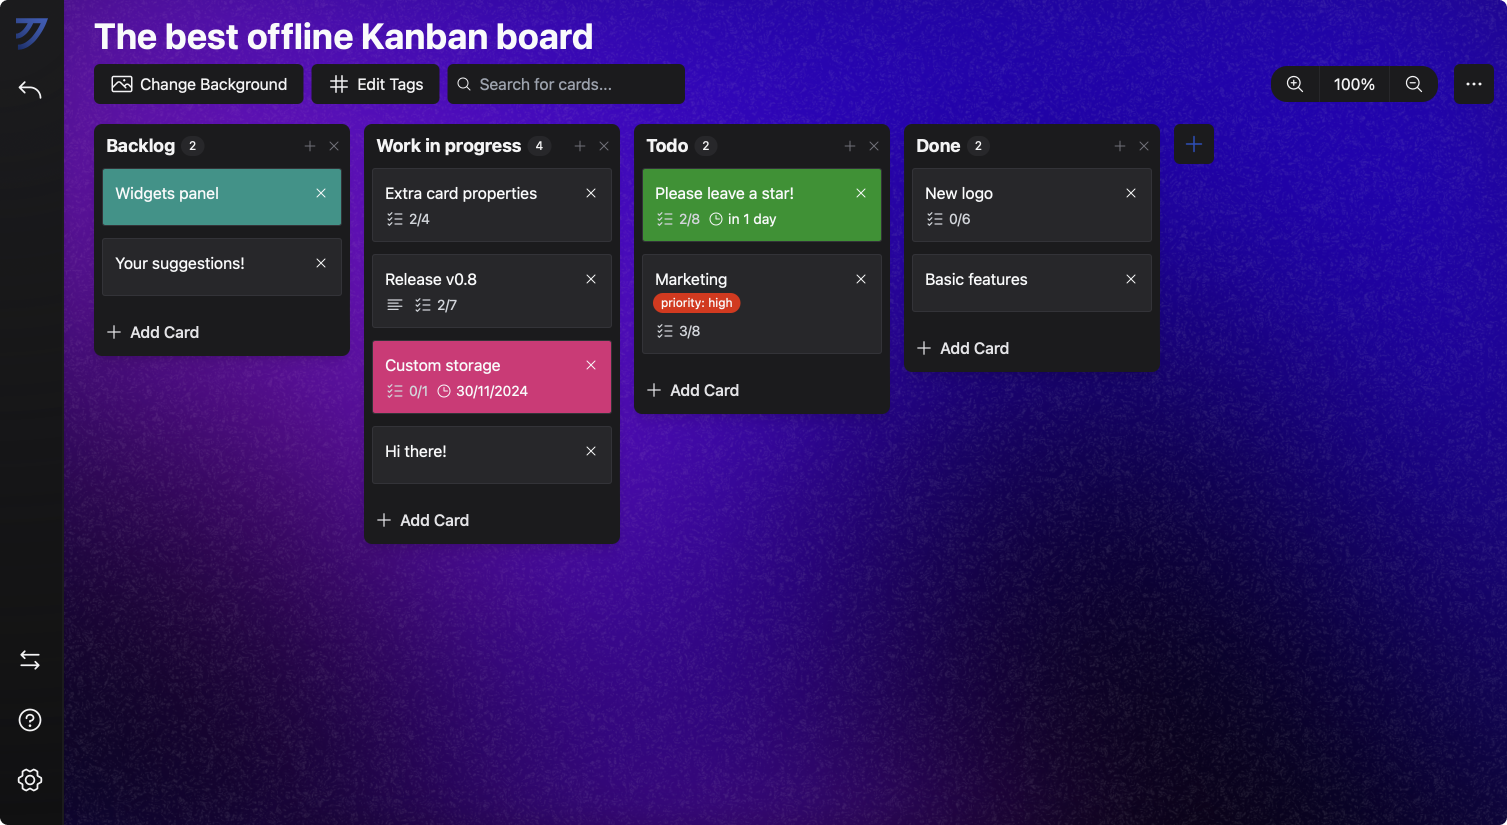 The best offline Kanban board
Change Background
Edit Tags
Search for cards...
100%
Backlog 2
Widgets panel
Your suggestions!
Add Card
Work in progress 4
Extra card properties
2/4
Release v0.8
2/7
Custom storage
0/1 30/11/2024
Hi there!
Add Card
Todo 2
Please leave a star!
2/8 in 1 day
Marketing
priority: high
3/8
Add Card
Done 2
New logo
0/6
Basic features
Add Card